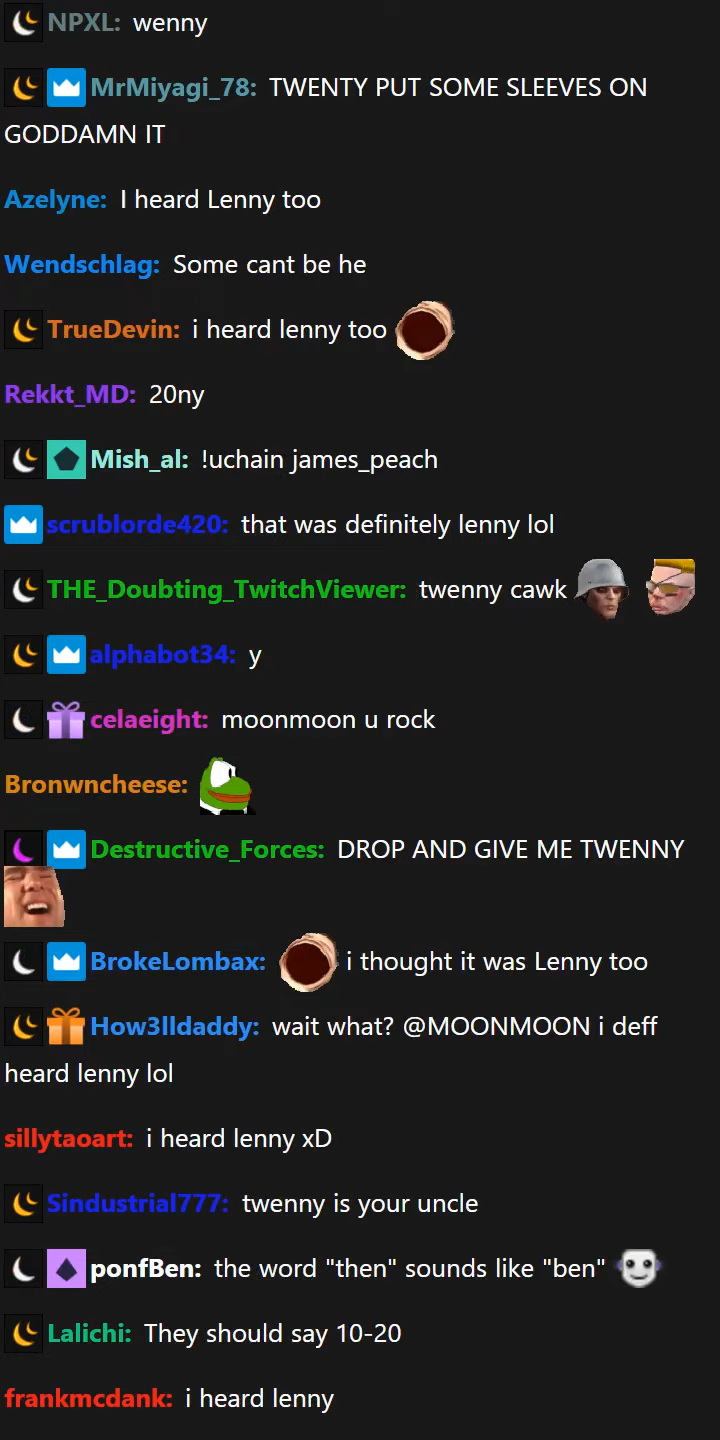 NPXL: wenny
MrMiyagi_78: TWENTY PUT SOME SLEEVES ON
GODDAMN IT
Azelyne: I heard Lenny too
Wendschlag: Some cant be he
TrueDevin: i heard lenny too
Rekkt_MD: 20ny
Mish_al: !uchain james_peach
scrublorde420: that was definitely lenny lol
THE_Doubting_TwitchViewer: twenny cawk
alphabot34: y
celaeight: moonmoon u rock
Bronwncheese:
Destructive_Forces: DROP AND GIVE ME TWENNY
BrokeLombax: i thought it was Lenny too
How3lldaddy: wait what? @MOONMOON i deff
heard lenny lol
sillytaoart: i heard lenny xD
Sindustrial777: twenny is your uncle
ponfBen: the word "then" sounds like "ben"
Lalichi: They should say 10-20
frankmcdank: i heard lenny